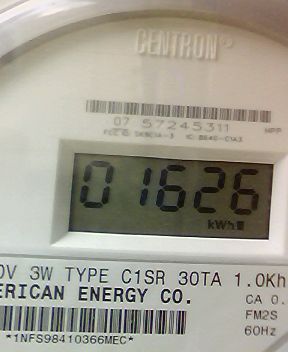 CENTRON®
07 57245311
HPP
01626
kWh
0V 3W TYPE C1SR 30TA 1.0Kh
ERICAN ENERGY CO.
CA 0.
FM2S
60Hz
*1NFS98410366MEC*